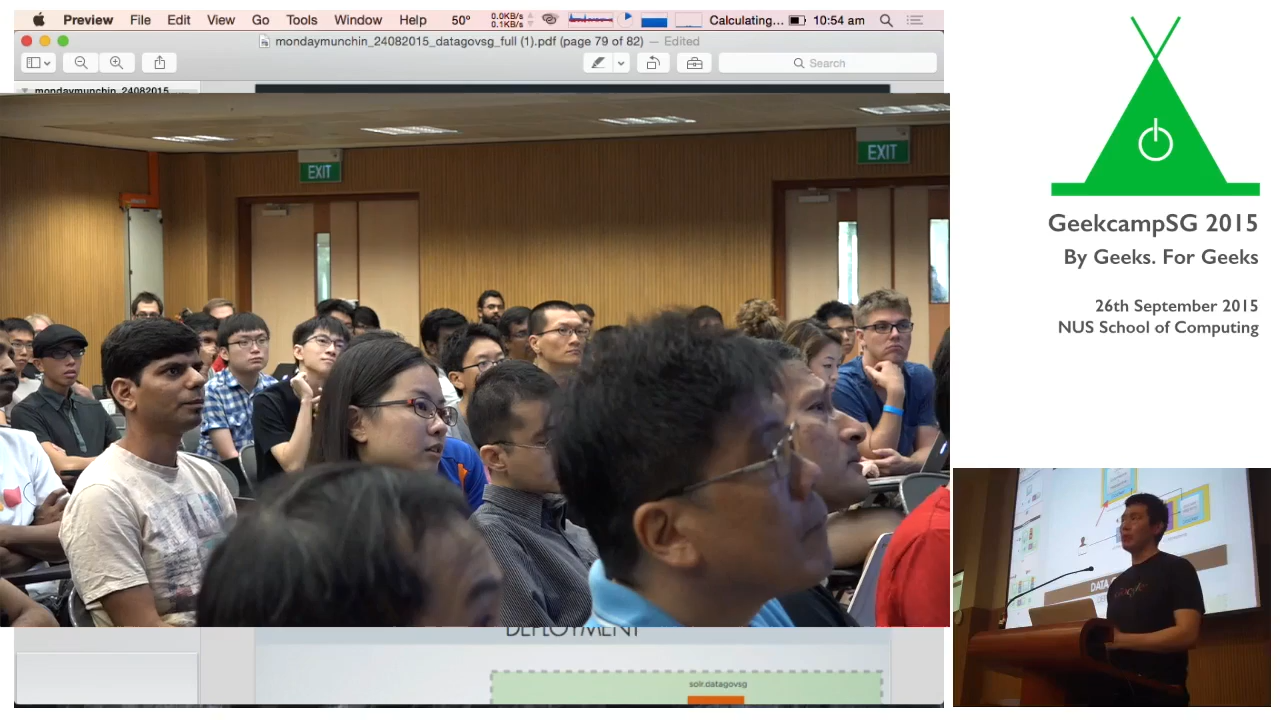 Preview File Edit View Go Tools Window Help 50° 0.0KB/s 0.1KB/s Calculating... 10:54 am
mondaymunchin_24082015_datagovsg_full (1).pdf (page 79 of 82) — Edited
Search
mondaymunchin_24082015....
EXIT
EXIT
DEPLOYMENT
solr.datagovsg
GeekcampSG 2015
By Geeks. For Geeks
26th September 2015
NUS School of Computing
DATA